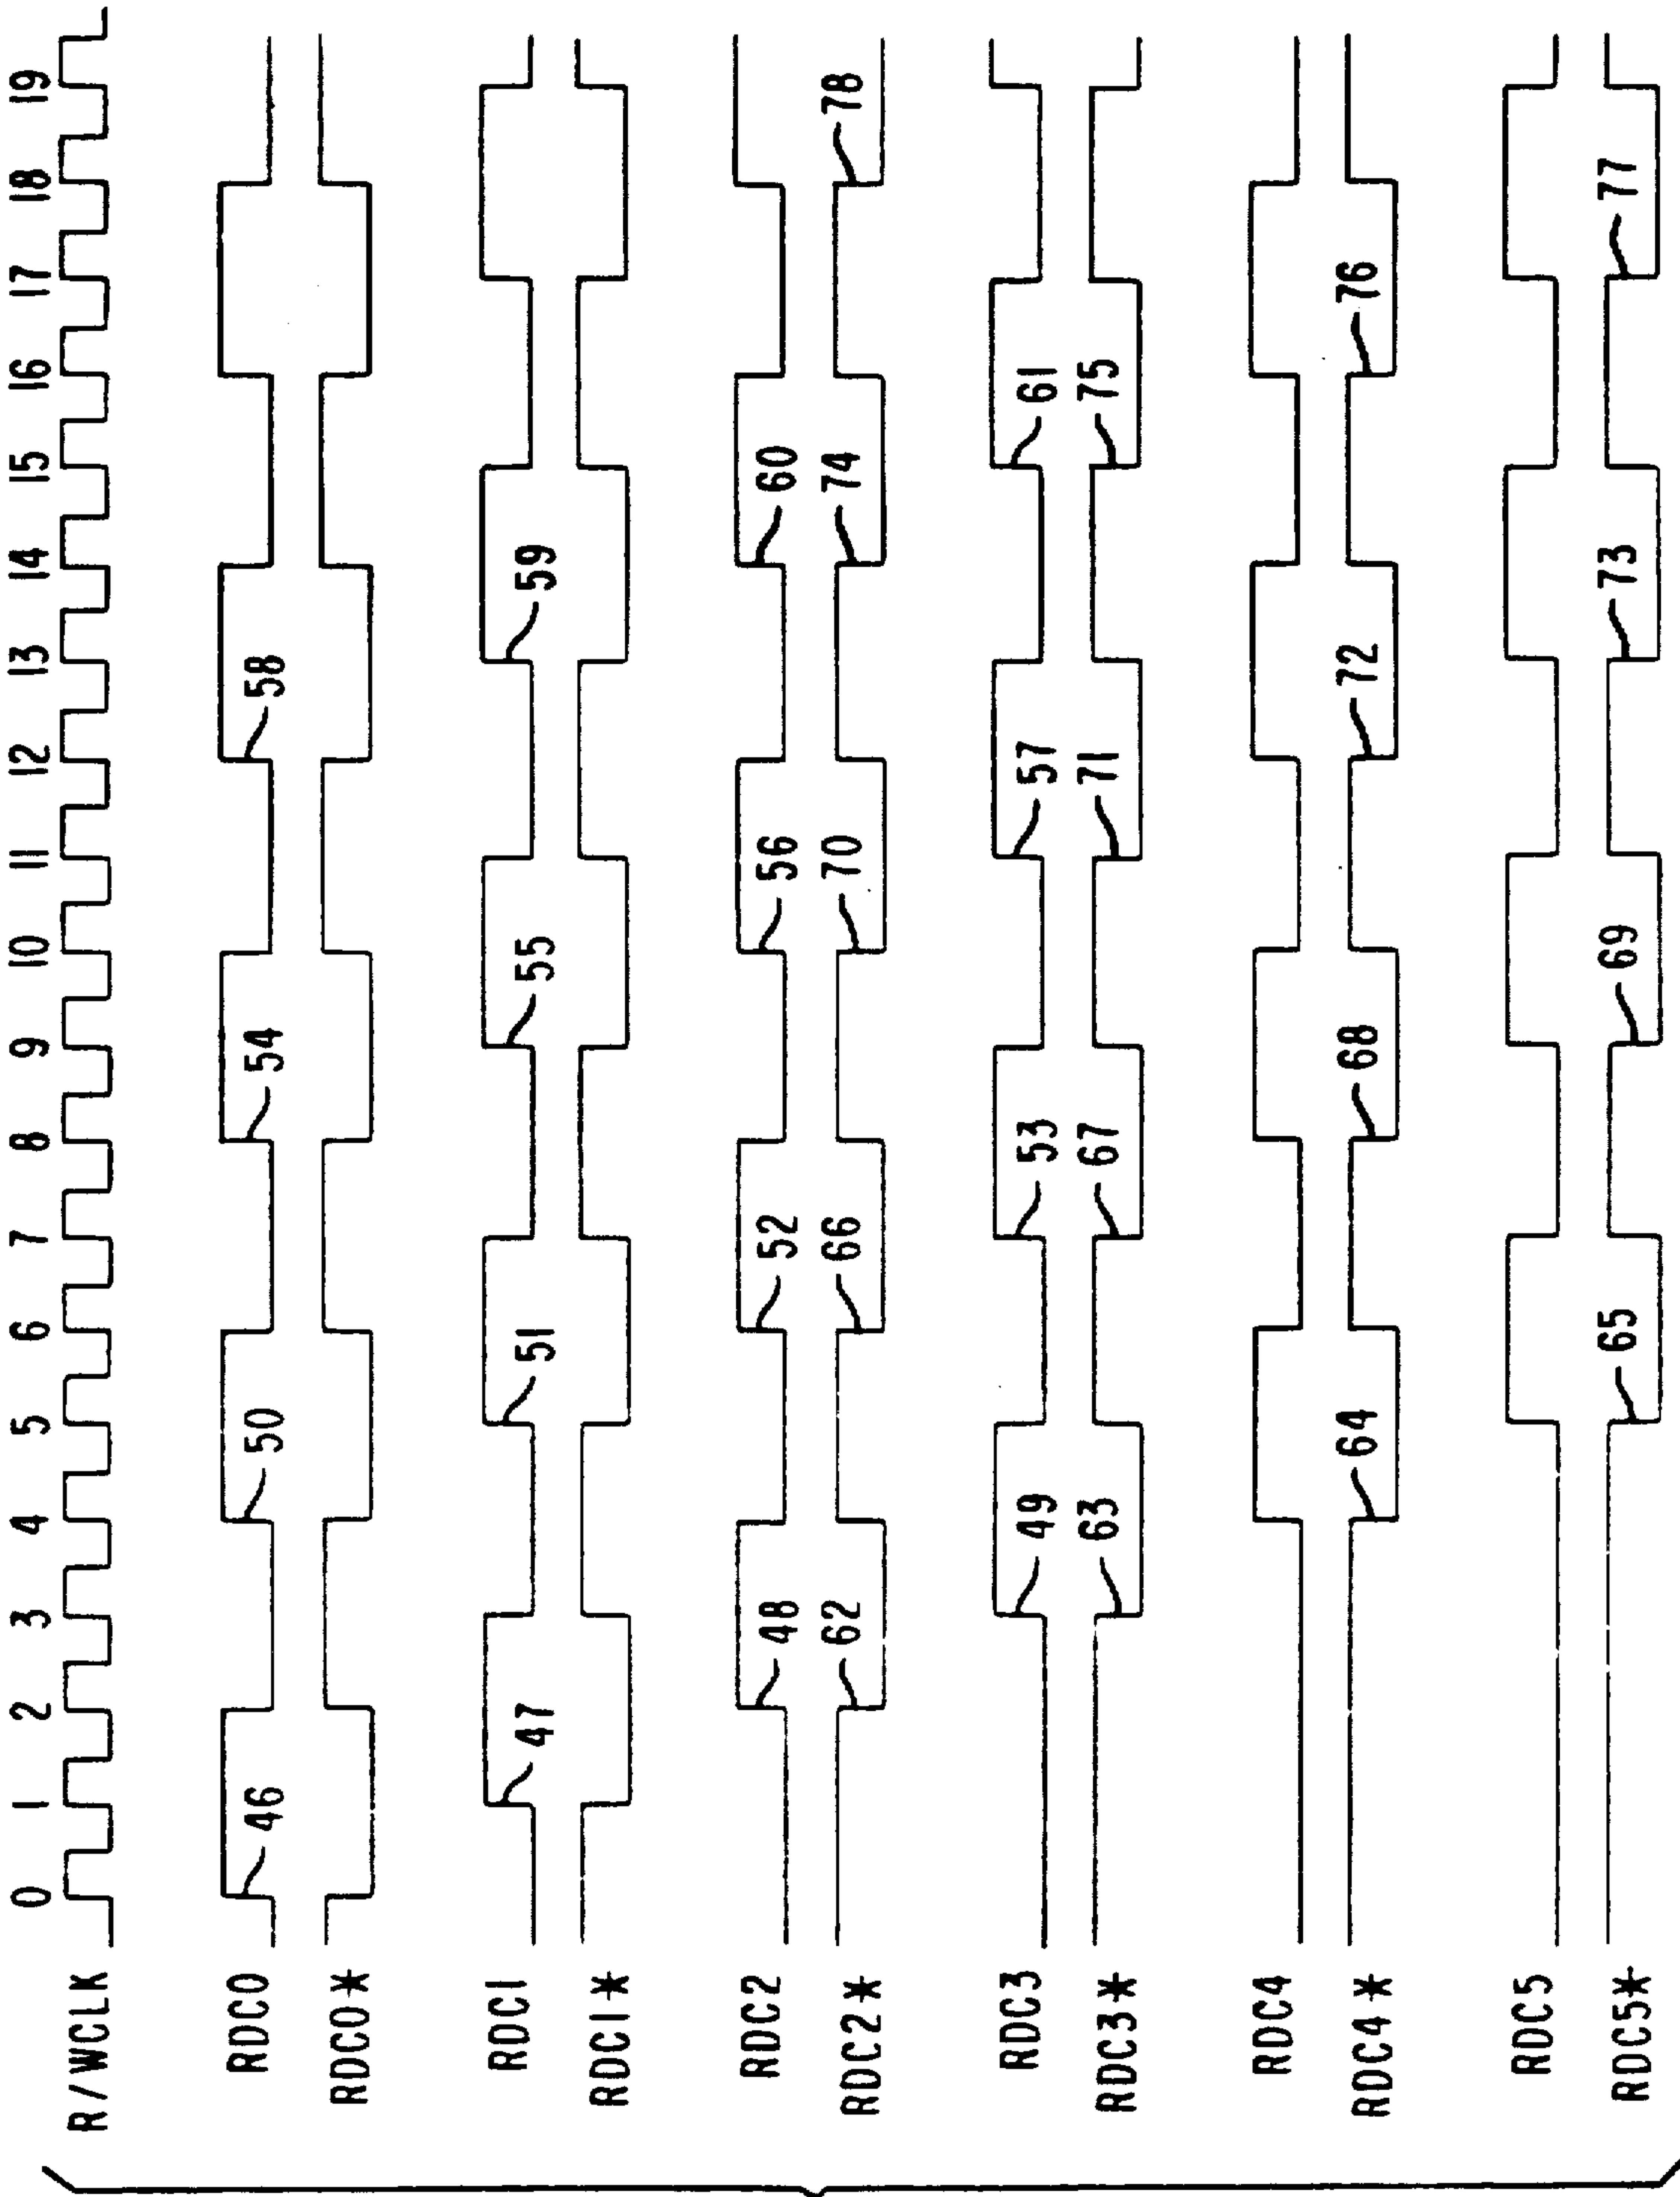 0 1 2 3 4 5 6 7 8 9 10 11 12 13 14 15 16 17 18 19
R/WCLK
RDC0 46 50 54 58
RDC0*
RDC1 47 51 55 59
RDC1*
RDC2 48 52 56 60
RDC2* 62 66 70 74 78
RDC3 49 53 57 61
RDC3* 63 67 71 75
RDC4
RDC4* 64 68 72 76
RDC5
RDC5* 65 69 73 77